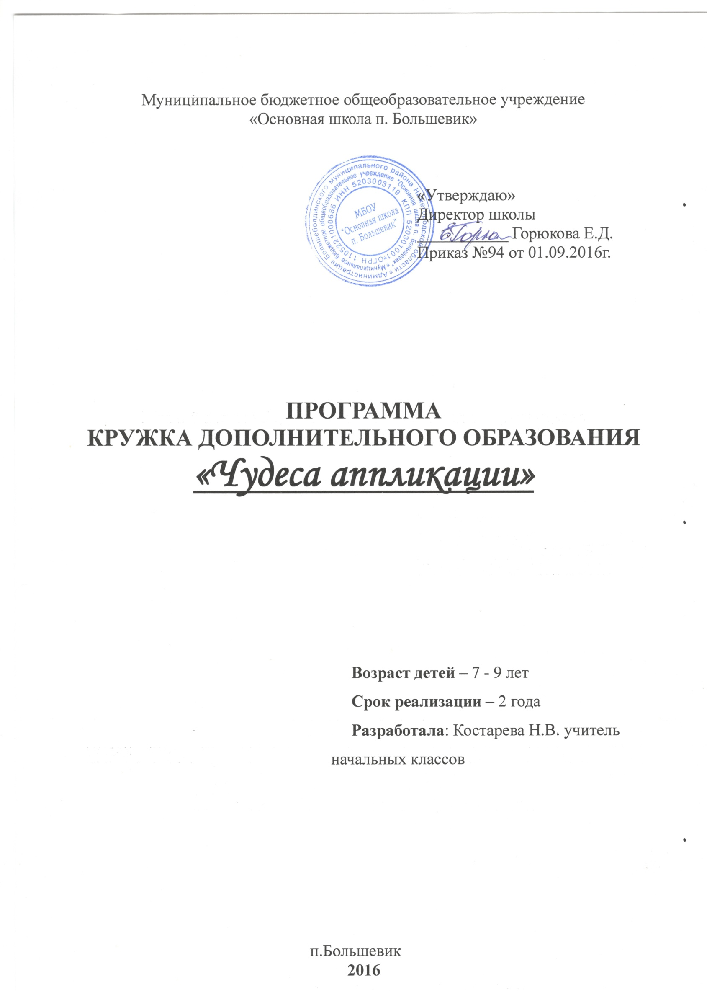 Муниципальное бюджетное общеобразовательное учреждение
«Основная школа п. Большевик»
Администрация Большеболдинского муниципального района Нижегородской области *
Муниципальное бюджетное общеобразовательное учреждение "Основная школа п. Большевик" *
ОГРН 1105221000686 ИНН 5203003119 КПП 520301001*
МБОУ
"Основная школа
п. Большевик"
«Утверждаю»
Директор школы
Горюкова Е.Д.
Приказ №94 от 01.09.2016г.
ПРОГРАММА
КРУЖКА ДОПОЛНИТЕЛЬНОГО ОБРАЗОВАНИЯ
«Чудеса аппликации»
Возраст детей – 7 - 9 лет
Срок реализации – 2 года
Разработала: Костарева Н.В. учитель
начальных классов
п.Большевик
2016